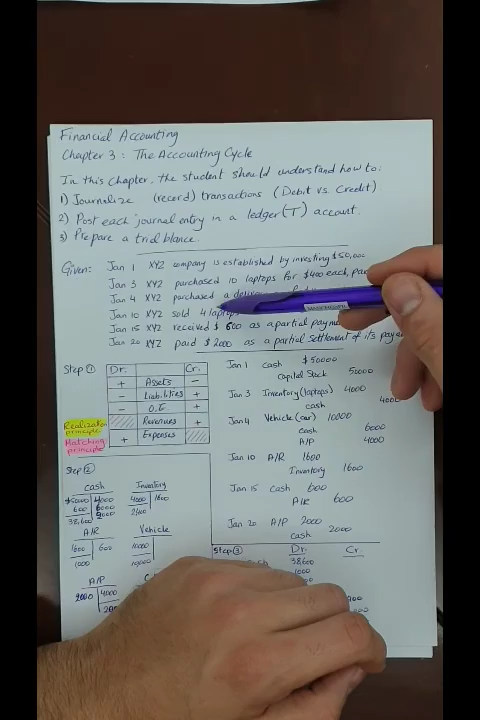 Financial Accounting
Chapter 3 : The Accounting Cycle
In this Chapter, the student should understand how to:
1) Journalize (record) transactions (Debit vs. Credit)
2) Post each journal entry in a ledger (T) account.
3) Prepare a trial blance.
Given: Jan 1 XYZ company is established by investing $50,000
Jan 3 XYZ purchased 10 laptops for $400 each,
Jan 4 XYZ purchased a
Jan 10 XYZ sold 4 laptops
Jan 15 XYZ received $ 600 as a partial
Jan 20 XYZ paid $ 2000 as a partial settlement of its
Step ①
Dr. Cr.
+ Assets -
- Liabilities +
- O.E +
Revenues +
+ Expenses
Realization principle
Matching principle
Jan 1 Cash $50000
Capital Stock 50000
Jan 3 Inventory (laptops) 4000
Cash 4000
Jan 4 Vehicle (car) 10000
Cash 6000
A/P 4000
Jan 10 A/R 1600
Inventory 1600
Jan 15 Cash 600
A/R 600
Jan 20 A/P 2000
Cash 2000
Step ②
Cash Inventory
$50000 4000 4000 1600
600 6000 2400
2000
38,600
A/R Vehicle
1600 600 10000
1000 10000
A/P
2000 4000
Step ③ Dr. Cr.
38,600
1000